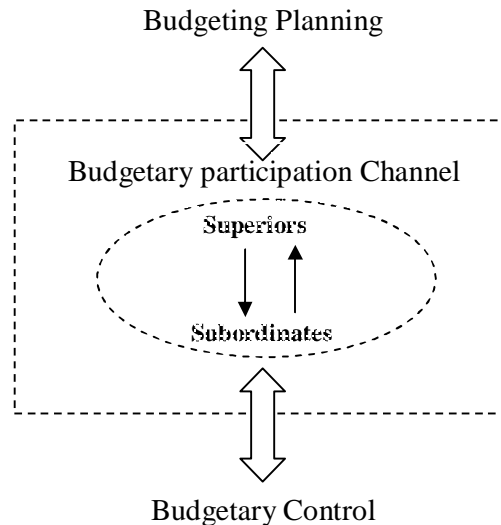 Budgeting Planning
Budgetary participation Channel
Superiors
Subordinates
Budgetary Control